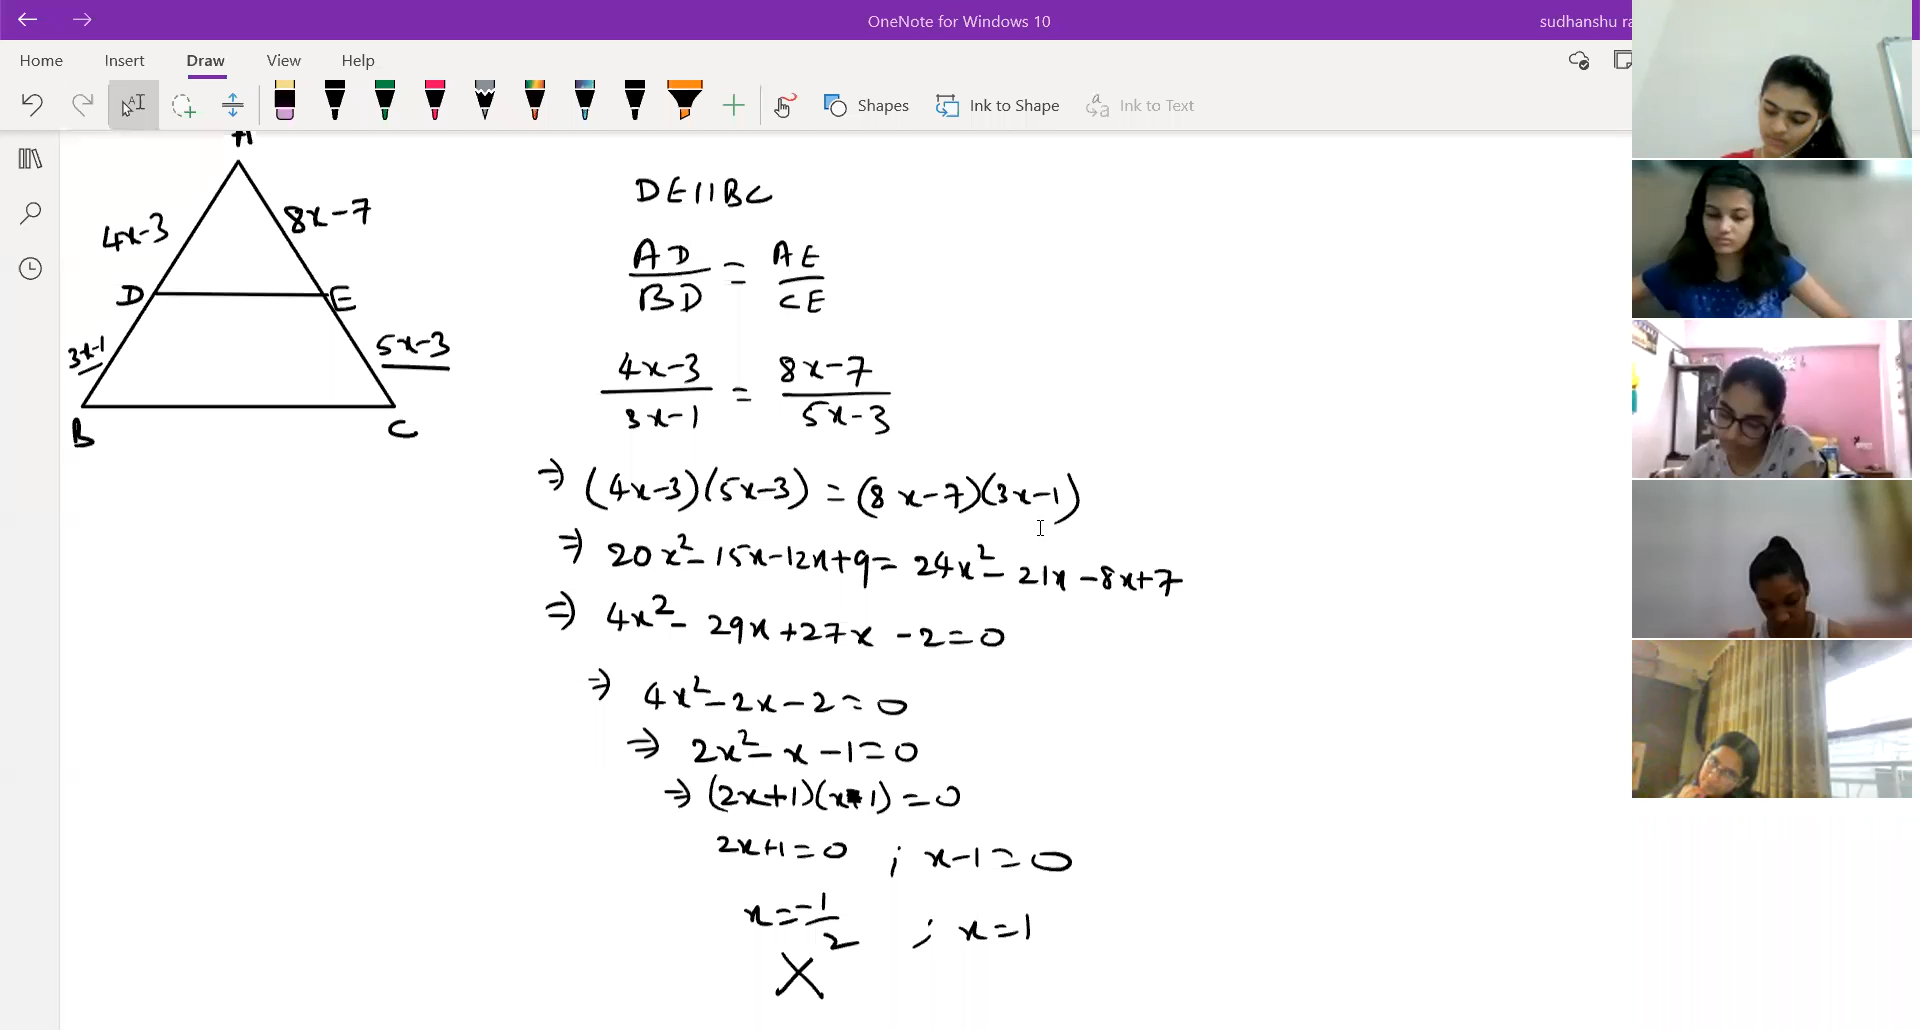 OneNote for Windows 10
sudhanshu ra
Home Insert Draw View Help
Shapes Ink to Shape Ink to Text
A
4x-3
8x-7
D
E
3x-1
5x-3
B
C
DE||BC
AD/BD = AE/CE
4x-3/3x-1 = 8x-7/5x-3
⇒ (4x-3)(5x-3) = (8x-7)(3x-1)
⇒ 20x²-15x-12x+9=24x²-21x-8x+7
⇒ 4x²-29x+27x-2=0
⇒ 4x²-2x-2=0
⇒ 2x²-x-1=0
⇒ (2x+1)(x-1)=0
2x+1=0 ; x-1=0
x=-1/2 ; x=1
X